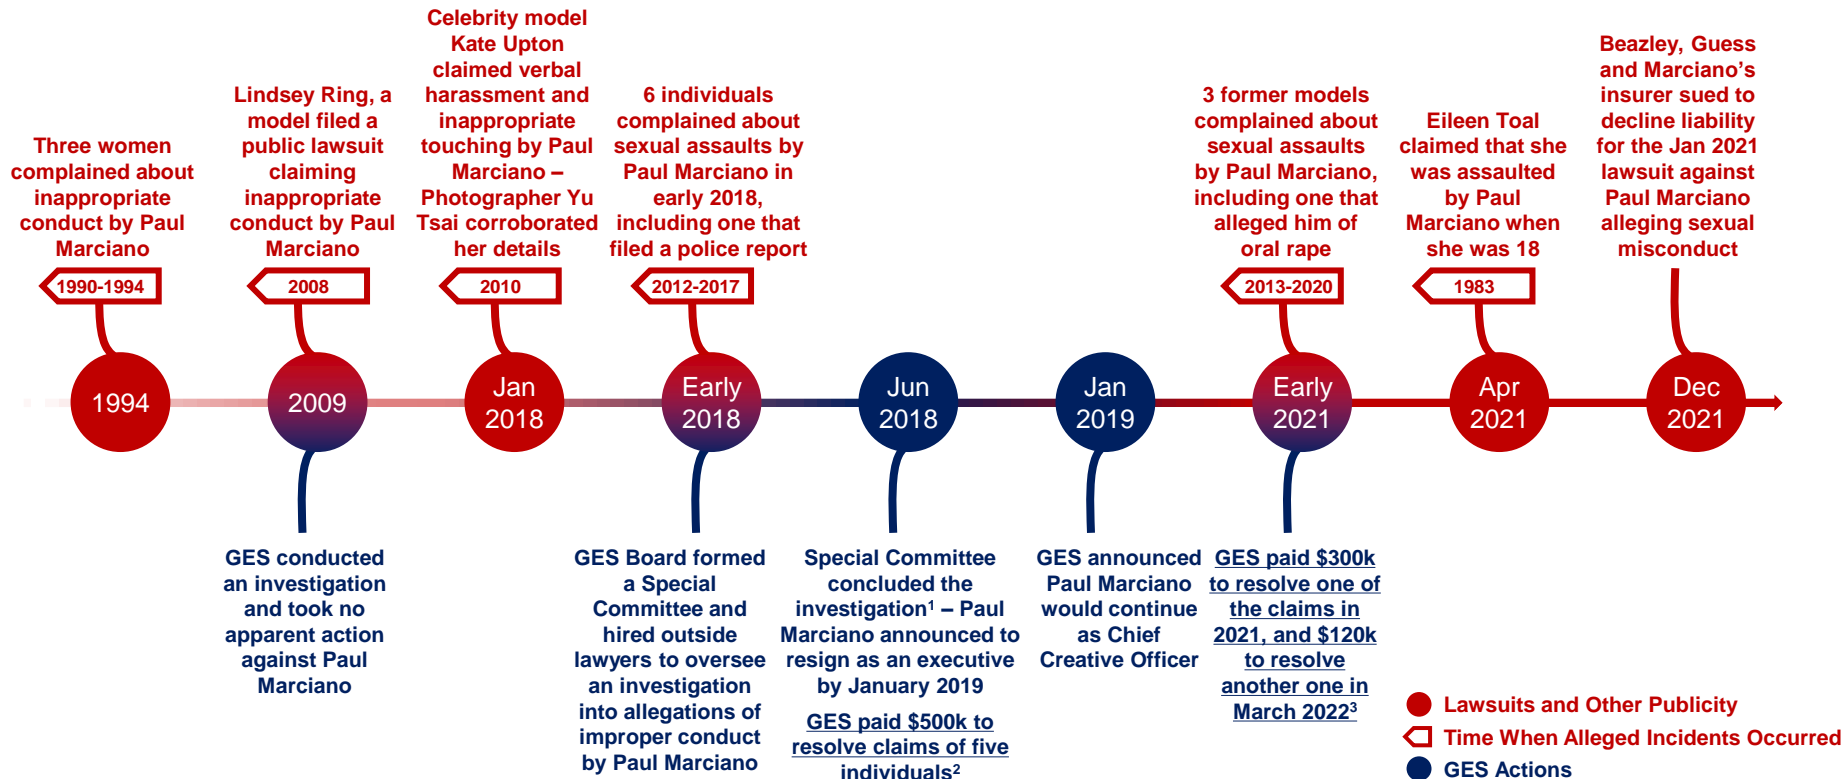 Three women
complained about
inappropriate
conduct by Paul
Marciano
1990-1994
1994
Lindsey Ring, a
model filed a
public lawsuit
claiming
inappropriate
conduct by Paul
Marciano
2008
2009
GES conducted
an investigation
and took no
apparent action
against Paul
Marciano
Celebrity model
Kate Upton
claimed verbal
harassment and
inappropriate
touching by Paul
Marciano –
Photographer Yu
Tsai corroborated
her details
2010
Jan
2018
6 individuals
complained about
sexual assaults by
Paul Marciano in
early 2018,
including one that
filed a police report
2012-2017
Early
2018
GES Board formed
a Special
Committee and
hired outside
lawyers to oversee
an investigation
into allegations of
improper conduct
by Paul Marciano
Jun
2018
Special Committee
concluded the
investigation¹ – Paul
Marciano announced to
resign as an executive
by January 2019
GES paid $500k to
resolve claims of five
individuals²
Jan
2019
GES announced
Paul Marciano
would continue
as Chief
Creative Officer
3 former models
complained about
sexual assaults
by Paul Marciano,
including one that
alleged him of
oral rape
2013-2020
Early
2021
GES paid $300k
to resolve one of
the claims in
2021, and $120k
to resolve
another one in
March 2022³
Eileen Toal
claimed that she
was assaulted
by Paul
Marciano when
she was 18
1983
Apr
2021
Beazley, Guess
and Marciano's
insurer sued to
decline liability
for the Jan 2021
lawsuit against
Paul Marciano
alleging sexual
misconduct
Dec
2021
Lawsuits and Other Publicity
Time When Alleged Incidents Occurred
GES Actions